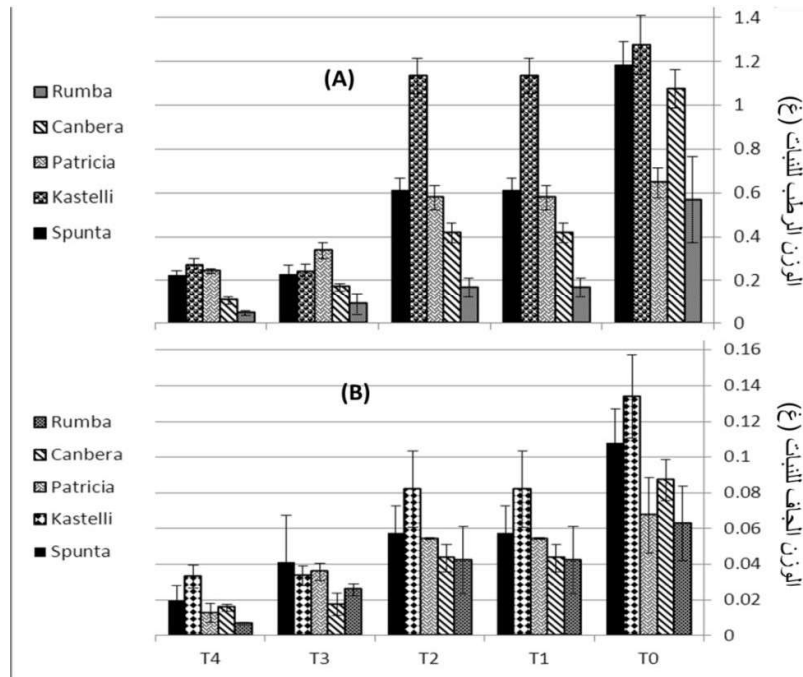 (A)
Rumba
Canbera
Patricia
Kastelli
Spunta
1.4
1.2
1
0.8
0.6
0.4
0.2
0
الوزن الرطب للنبات (غ)
(B)
Rumba
Canbera
Patricia
Kastelli
Spunta
0.16
0.14
0.12
0.1
0.08
0.06
0.04
0.02
0
الوزن الجاف للنبات (غ)
T4 T3 T2 T1 T0